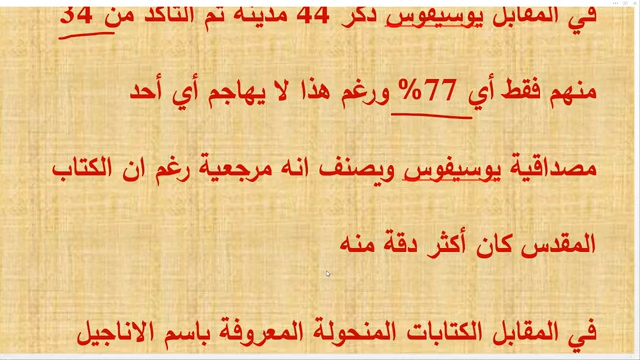 في المقابل يوسيفوس ذكر 44 مدينة تم التاكد من 34
منهم فقط أي 77% ورغم هذا لا يهاجم أي أحد
مصداقية يوسيفوس ويصنف انه مرجعية رغم ان الكتاب
المقدس كان أكثر دقة منه
في المقابل الكتابات المنحولة المعروفة باسم الاناجيل